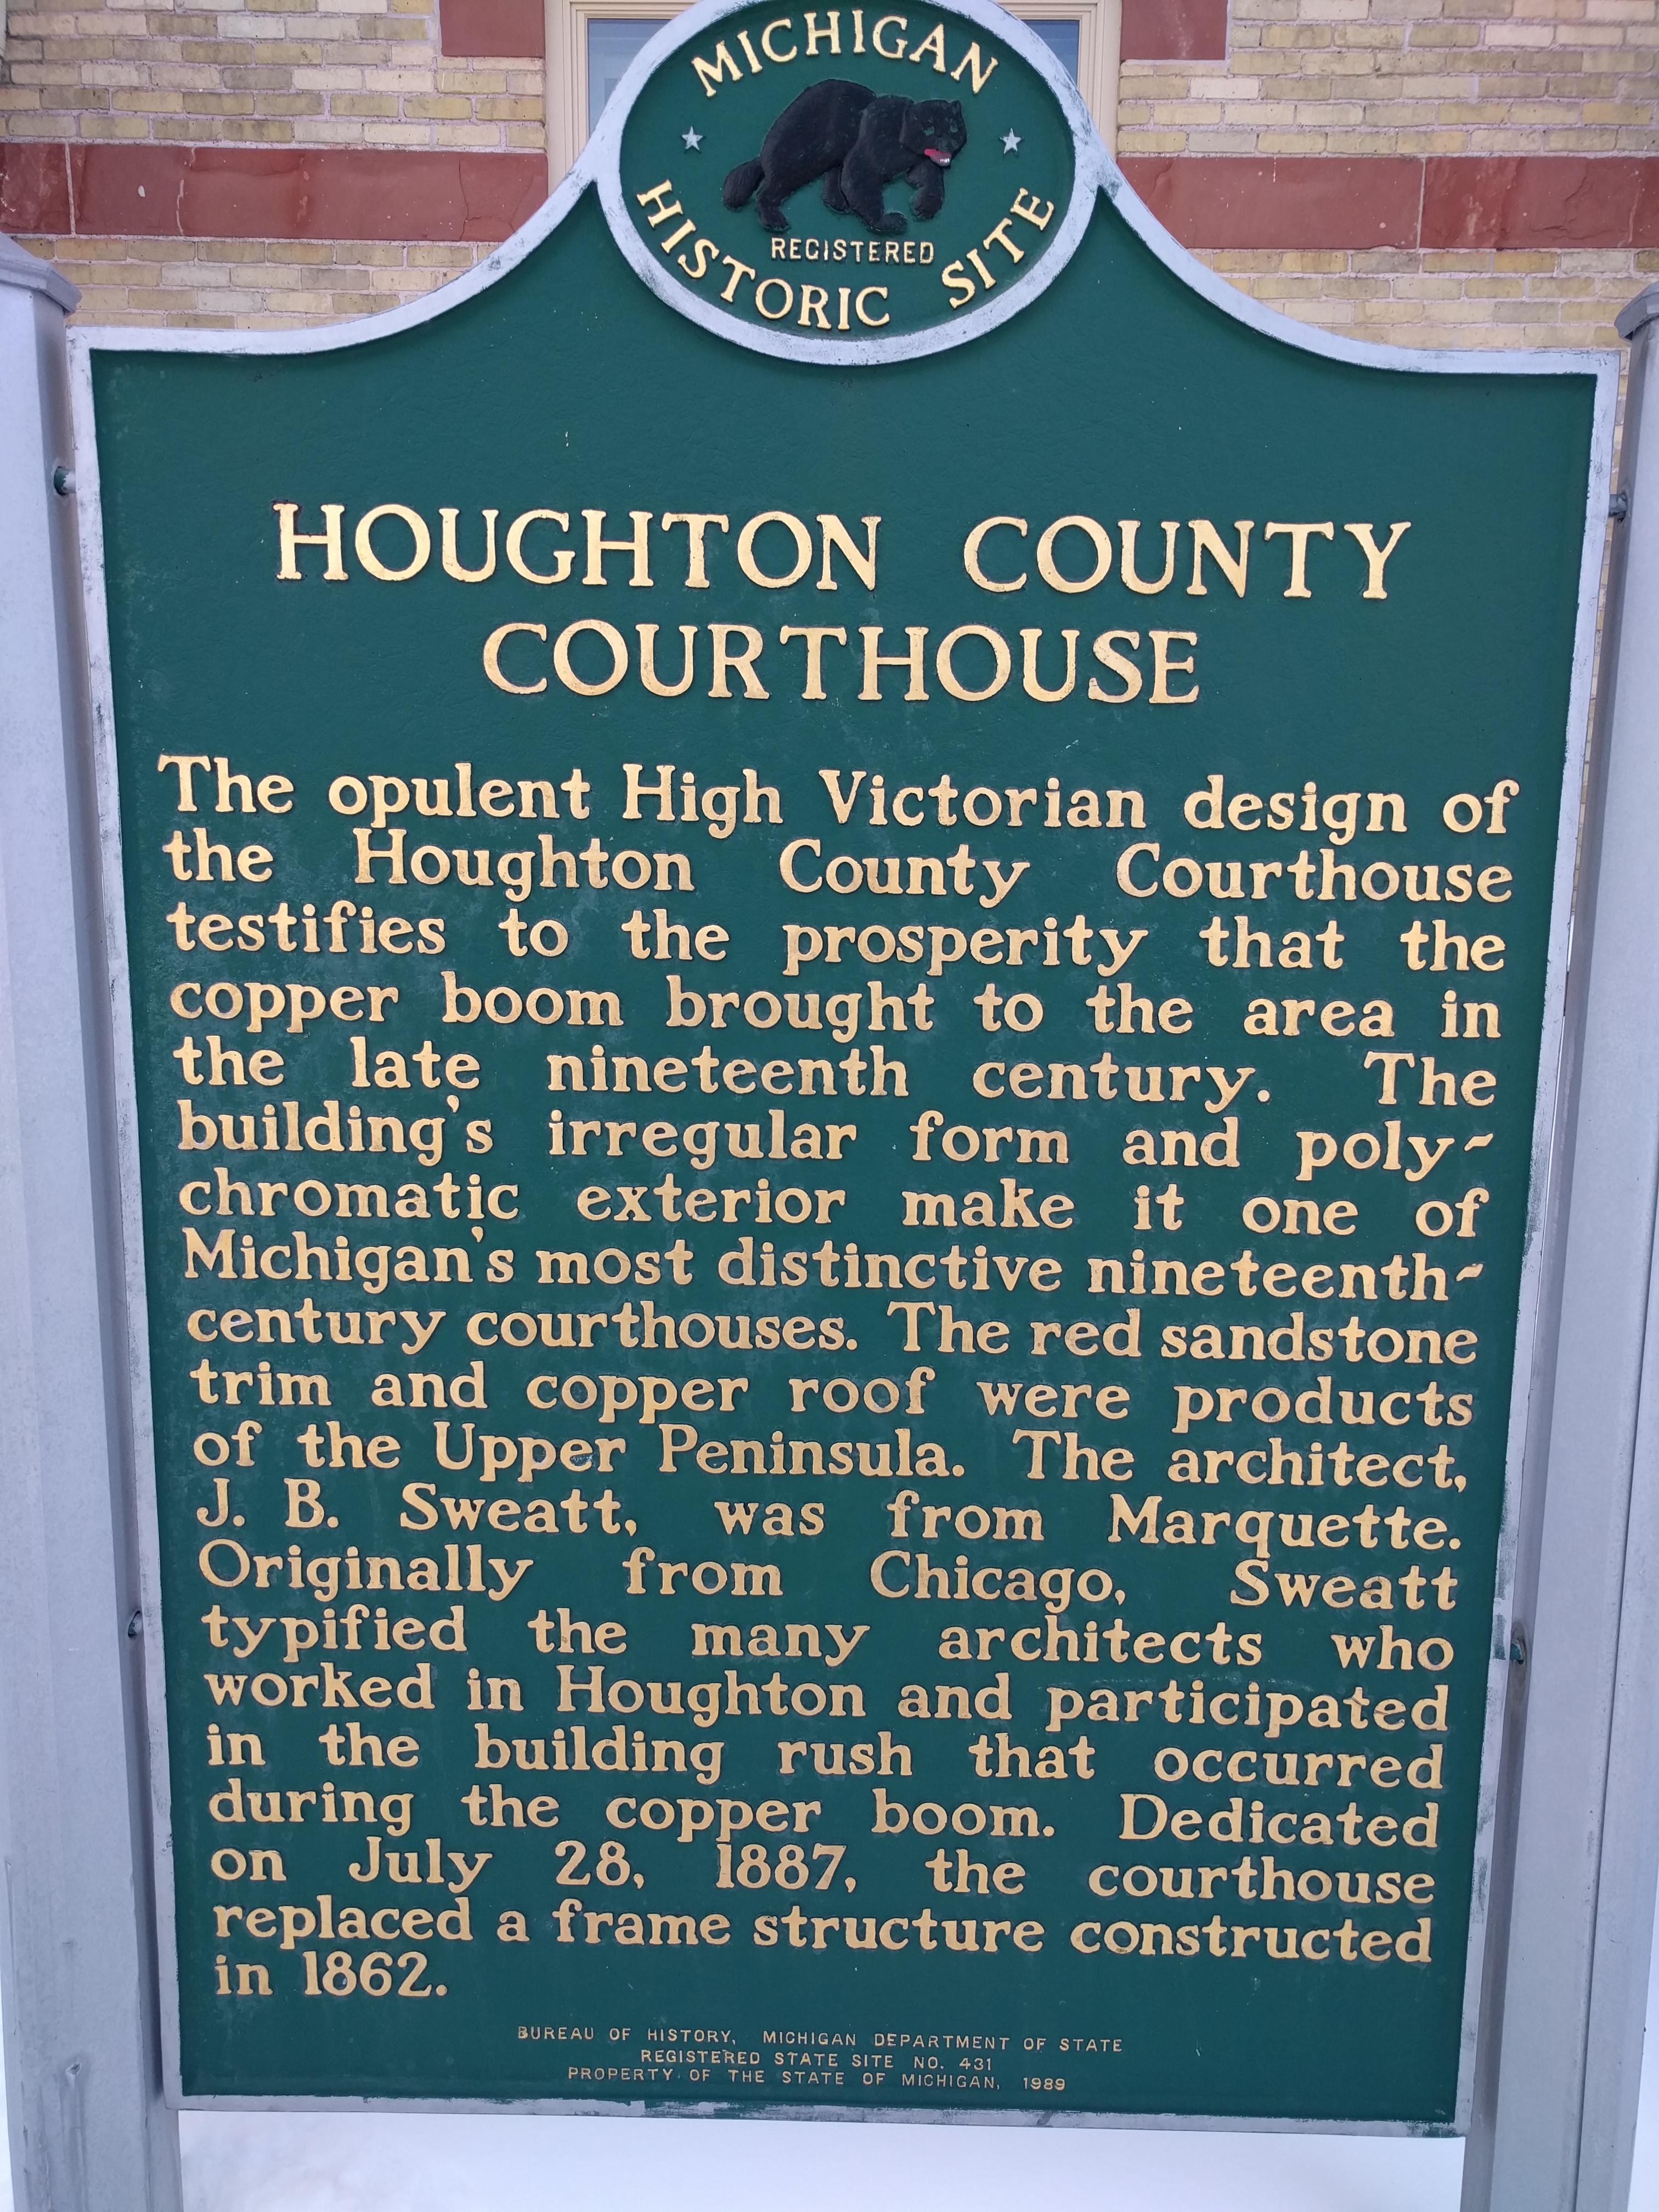 MICHIGAN
REGISTERED
HISTORIC SITE
HOUGHTON COUNTY
COURTHOUSE
The opulent High Victorian design of
the Houghton County Courthouse
testifies to the prosperity that the
copper boom brought to the area in
the late nineteenth century. The
building's irregular form and poly-
chromatic exterior make it one of
Michigan's most distinctive nineteenth-
century courthouses. The red sandstone
trim and copper roof were products
of the Upper Peninsula. The architect,
J. B. Sweatt, was from Marquette.
Originally from Chicago, Sweatt
typified the many architects who
worked in Houghton and participated
in the building rush that occurred
during the copper boom. Dedicated
on July 28, 1887, the courthouse
replaced a frame structure constructed
in 1862.
BUREAU OF HISTORY, MICHIGAN DEPARTMENT OF STATE
REGISTERED STATE SITE NO. 431
PROPERTY OF THE STATE OF MICHIGAN, 1989